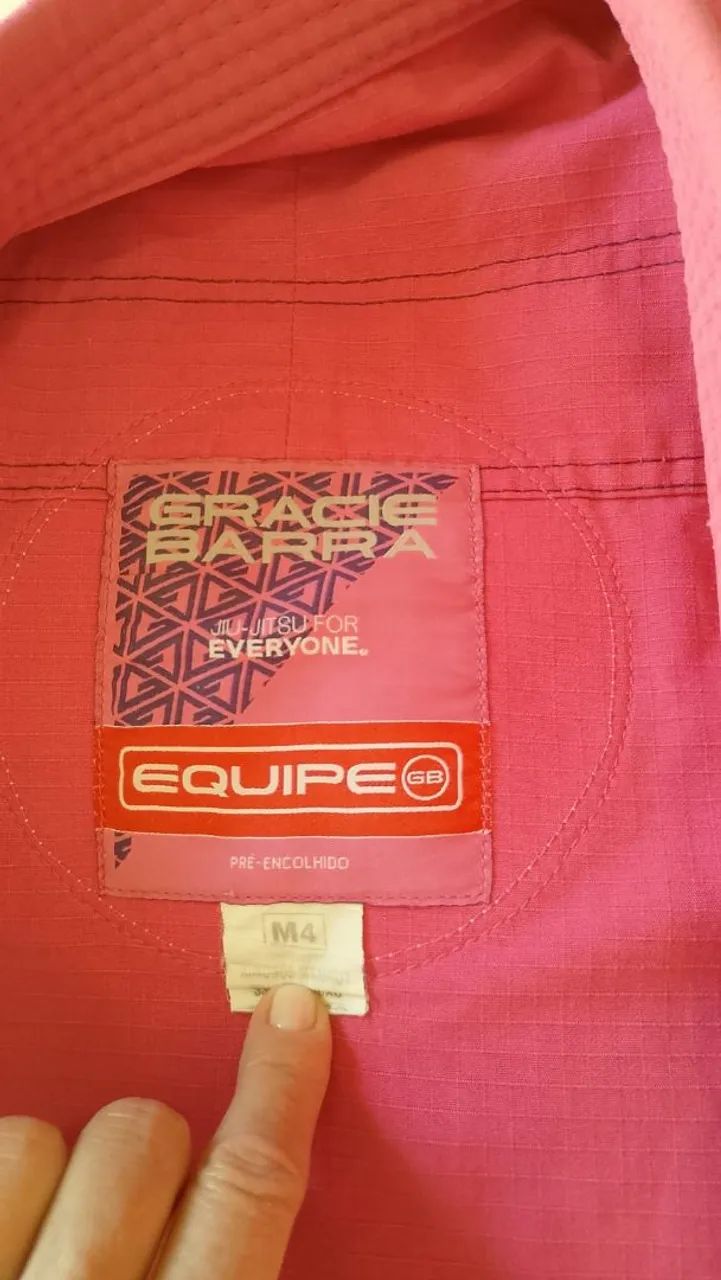 GRACIE
BARRA
JIU-JITSU FOR
EVERYONE®
EQUIPE GB
PRÉ-ENCOLHIDO
M4